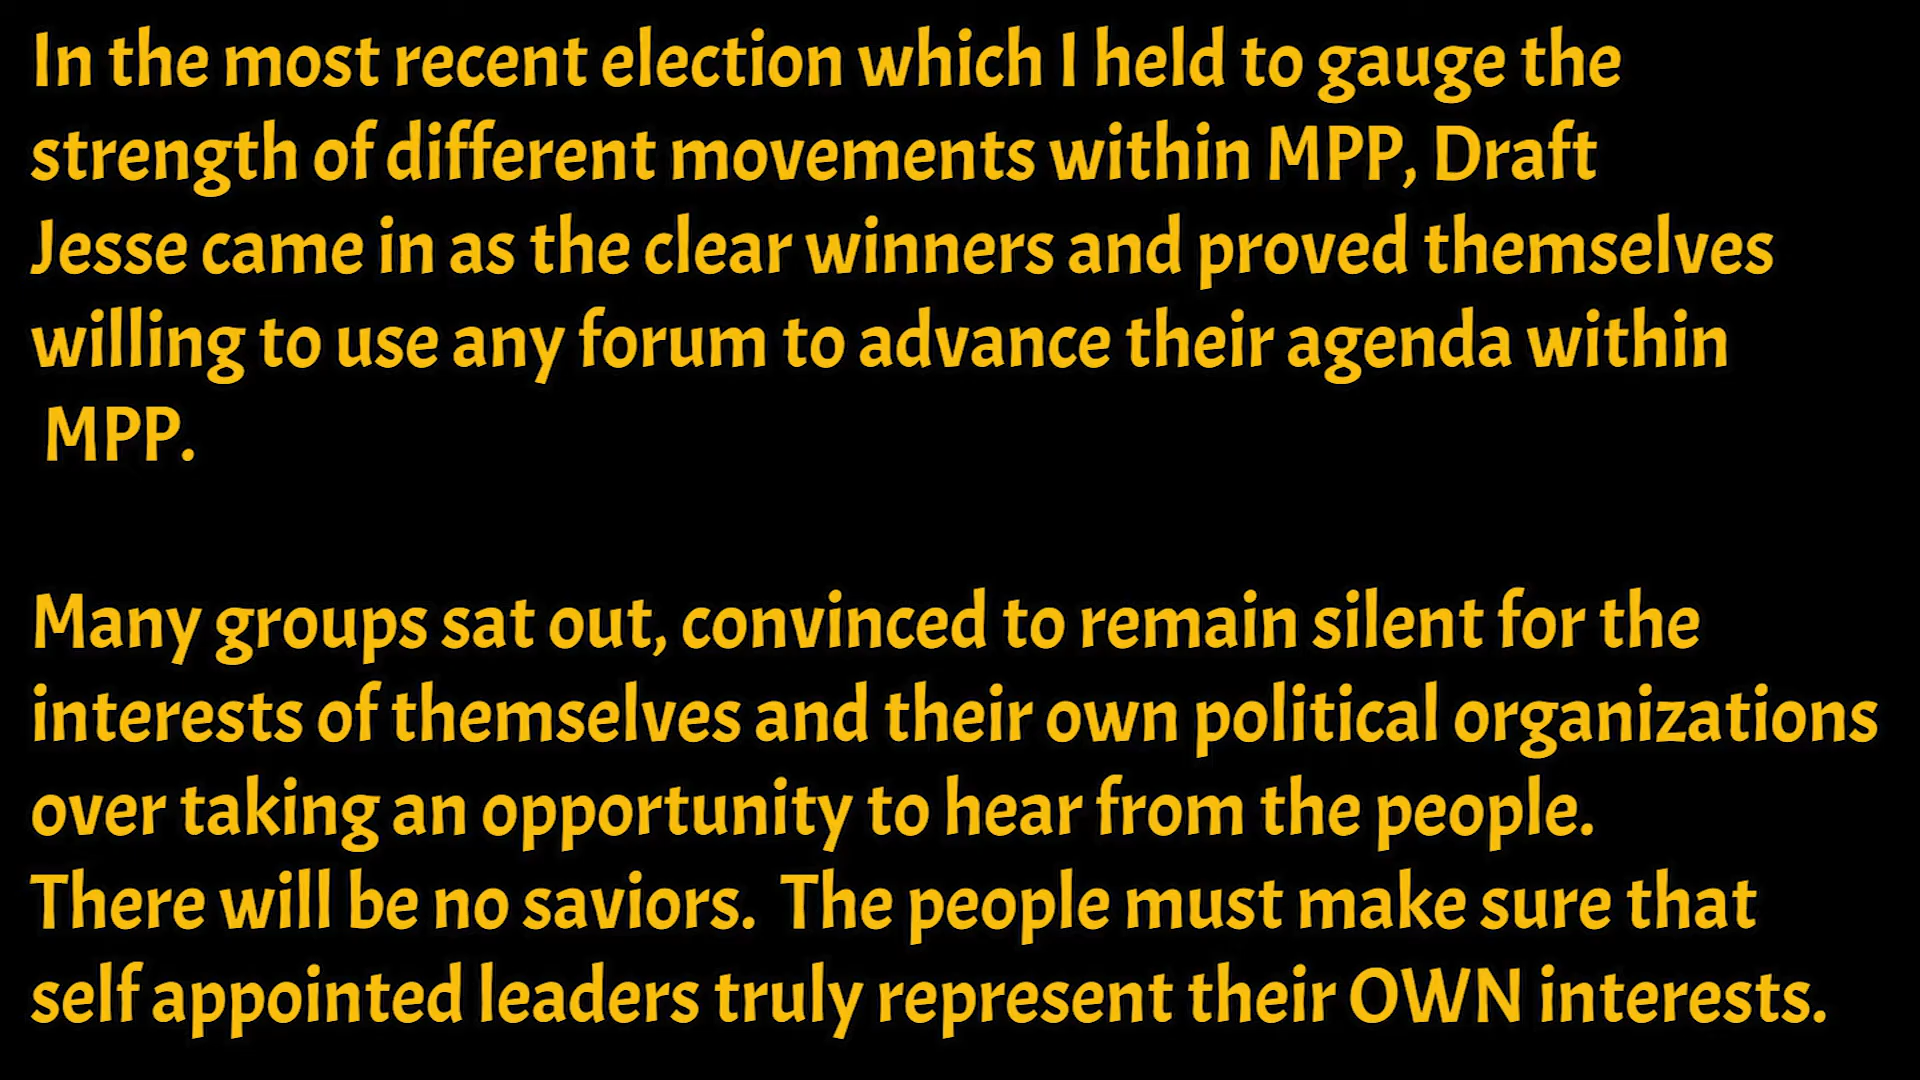 In the most recent election which I held to gauge the
strength of different movements within MPP, Draft
Jesse came in as the clear winners and proved themselves
willing to use any forum to advance their agenda within
MPP.
Many groups sat out, convinced to remain silent for the
interests of themselves and their own political organizations
over taking an opportunity to hear from the people.
There will be no saviors. The people must make sure that
self appointed leaders truly represent their OWN interests.